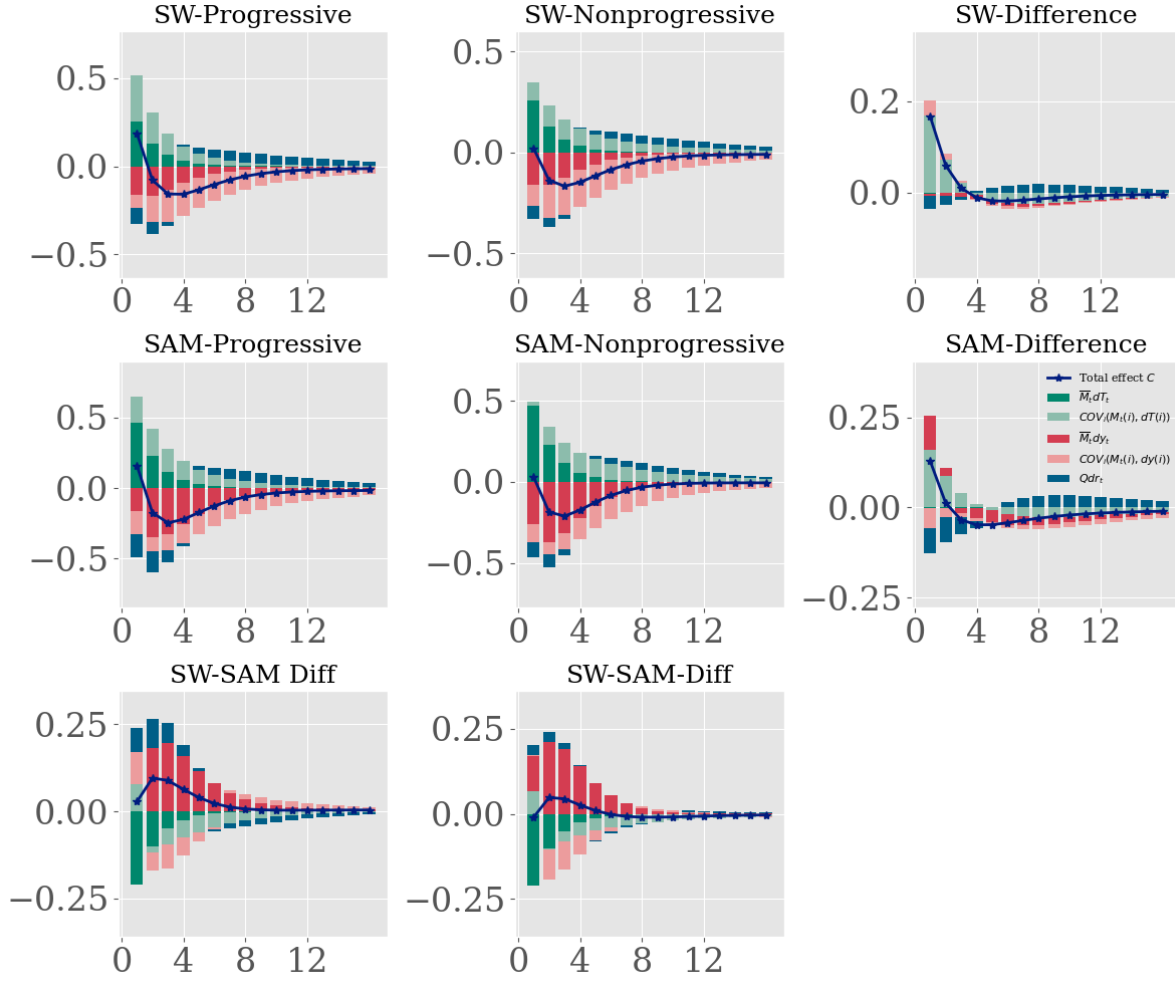 SW-Progressive
0.5
0.0
−0.5
0 4 8 12
SW-Nonprogressive
0.5
0.0
−0.5
0 4 8 12
SW-Difference
0.2
0.0
0 4 8 12
SAM-Progressive
0.5
0.0
−0.5
0 4 8 12
SAM-Nonprogressive
0.5
0.0
−0.5
0 4 8 12
SAM-Difference
0.25
0.00
−0.25
0 4 8 12
Total effect C
M̅ₜdTₜ
COVᵢ(Mₜ(i), dT(i))
M̅ₜdyₜ
COVᵢ(Mₜ(i), dy(i))
Qdrₜ
SW-SAM Diff
0.25
0.00
−0.25
0 4 8 12
SW-SAM-Diff
0.25
0.00
−0.25
0 4 8 12